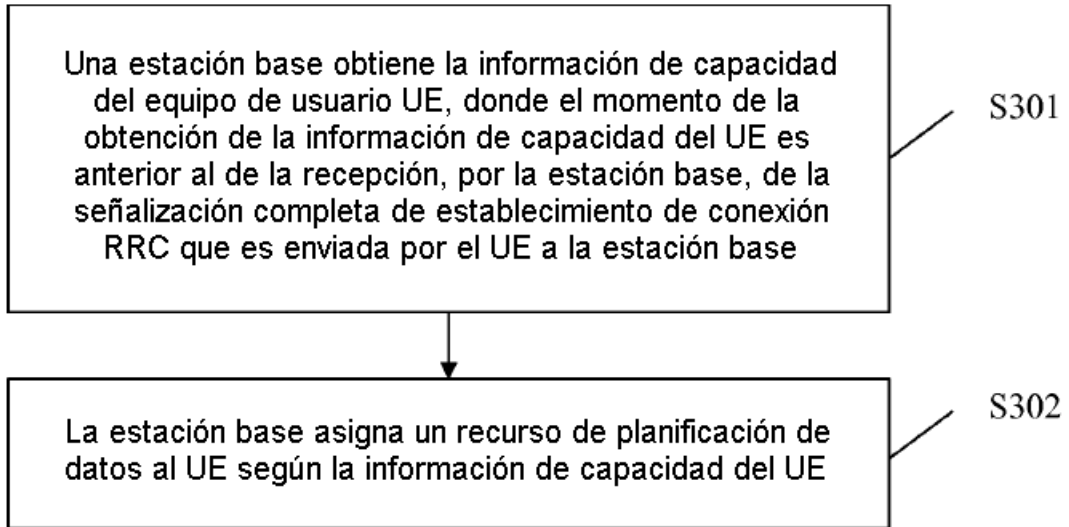 Una estación base obtiene la información de capacidad
del equipo de usuario UE, donde el momento de la
obtención de la información de capacidad del UE es
anterior al de la recepción, por la estación base, de la
señalización completa de establecimiento de conexión
RRC que es enviada por el UE a la estación base
S301
La estación base asigna un recurso de planificación de
datos al UE según la información de capacidad del UE
S302